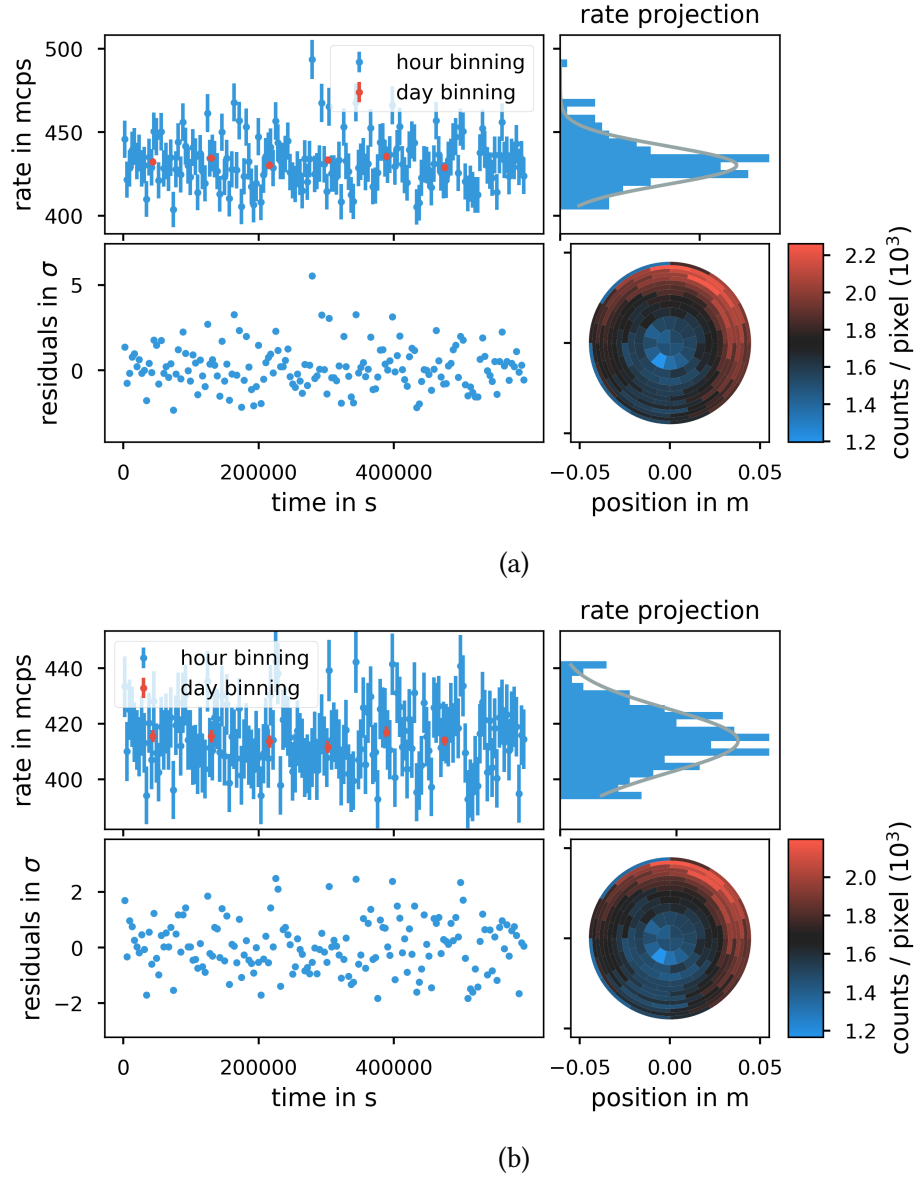 rate projection
500
450
400
rate in mcps
hour binning
day binning
5
0
residuals in σ
0
200000
400000
time in s
−0.05
0.00
0.05
position in m
2.2
2.0
1.8
1.6
1.4
1.2
counts / pixel (10³)
(a)
rate projection
440
420
400
rate in mcps
hour binning
day binning
2
0
−2
residuals in σ
0
200000
400000
time in s
−0.05
0.00
0.05
position in m
2.0
1.8
1.6
1.4
1.2
counts / pixel (10³)
(b)